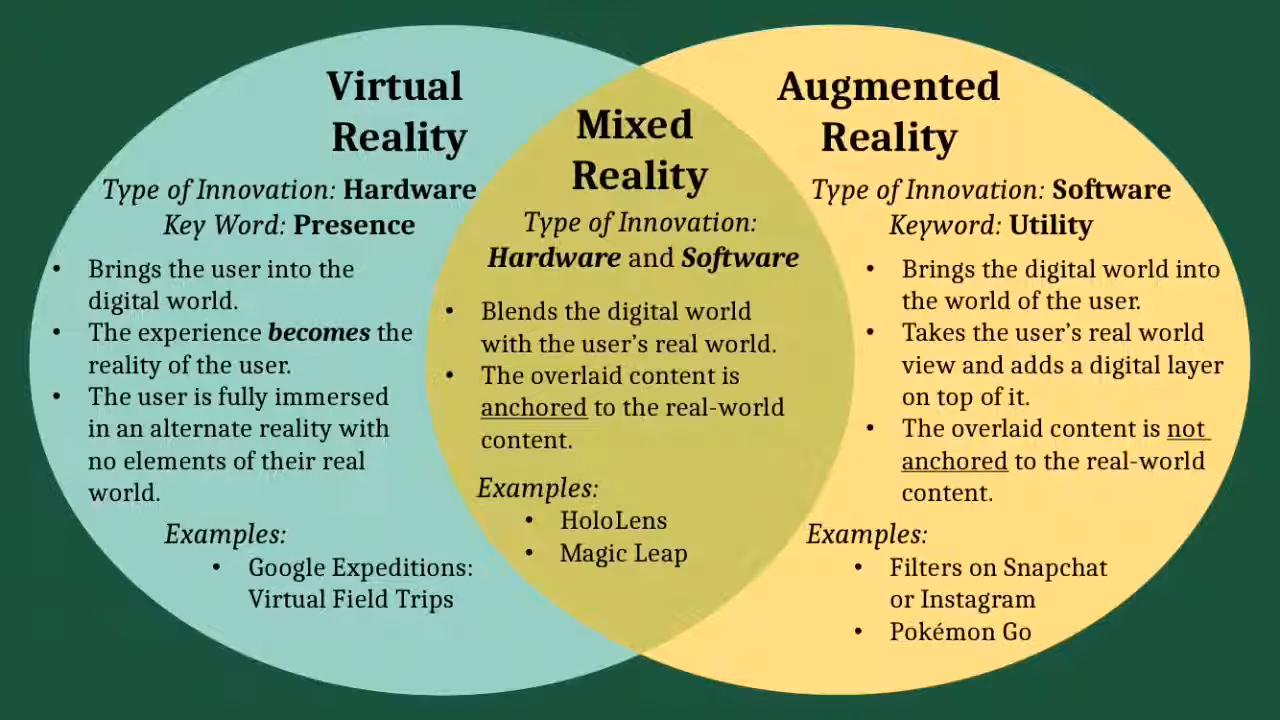 Virtual
Reality
Type of Innovation: Hardware
Key Word: Presence
• Brings the user into the
digital world.
• The experience becomes the
reality of the user.
• The user is fully immersed
in an alternate reality with
no elements of their real
world.
Examples:
• Google Expeditions:
Virtual Field Trips
Mixed
Reality
Type of Innovation:
Hardware and Software
• Blends the digital world
with the user’s real world.
• The overlaid content is
anchored to the real-world
content.
Examples:
• HoloLens
• Magic Leap
Augmented
Reality
Type of Innovation: Software
Keyword: Utility
• Brings the digital world into
the world of the user.
• Takes the user’s real world
view and adds a digital layer
on top of it.
• The overlaid content is not
anchored to the real-world
content.
Examples:
• Filters on Snapchat
or Instagram
• Pokémon Go